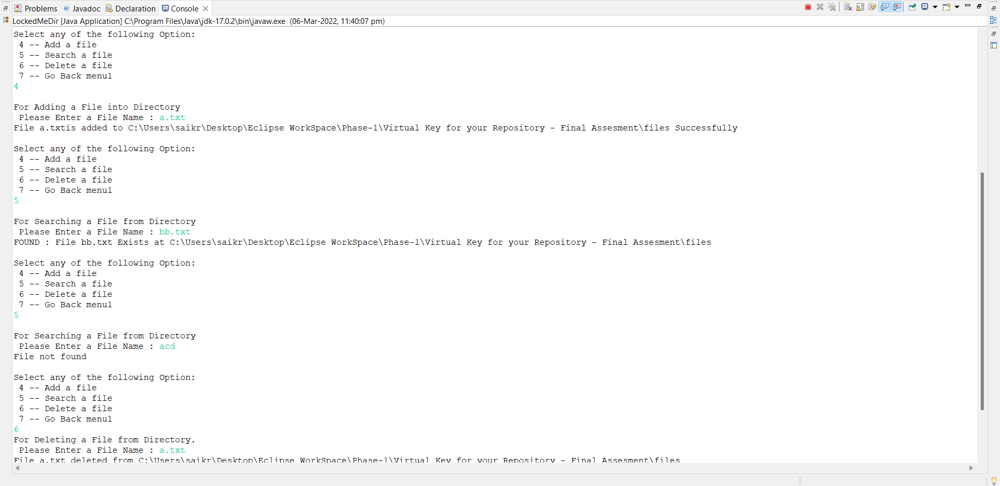 Problems @ Javadoc Declaration Console
LockedMeDir [Java Application] C:\Program Files\Java\jdk-17.0.2\bin\javaw.exe (06-Mar-2022, 11:40:07 pm)
Select any of the following Option:
 4 -- Add a file
 5 -- Search a file
 6 -- Delete a file
 7 -- Go Back menu1
4

For Adding a File into Directory
 Please Enter a File Name : a.txt
File a.txtis added to C:\Users\saikr\Desktop\Eclipse WorkSpace\Phase-1\Virtual Key for your Repository - Final Assesment\files Successfully

Select any of the following Option:
 4 -- Add a file
 5 -- Search a file
 6 -- Delete a file
 7 -- Go Back menu1
5

For Searching a File from Directory
 Please Enter a File Name : bb.txt
FOUND : File bb.txt Exists at C:\Users\saikr\Desktop\Eclipse WorkSpace\Phase-1\Virtual Key for your Repository - Final Assesment\files

Select any of the following Option:
 4 -- Add a file
 5 -- Search a file
 6 -- Delete a file
 7 -- Go Back menu1
5

For Searching a File from Directory
 Please Enter a File Name : acd
File not found

Select any of the following Option:
 4 -- Add a file
 5 -- Search a file
 6 -- Delete a file
 7 -- Go Back menu1
6
For Deleting a File from Directory.
 Please Enter a File Name : a.txt
File a.txt deleted from C:\Users\saikr\Desktop\Eclipse WorkSpace\Phase-1\Virtual Key for your Repository - Final Assesment\files